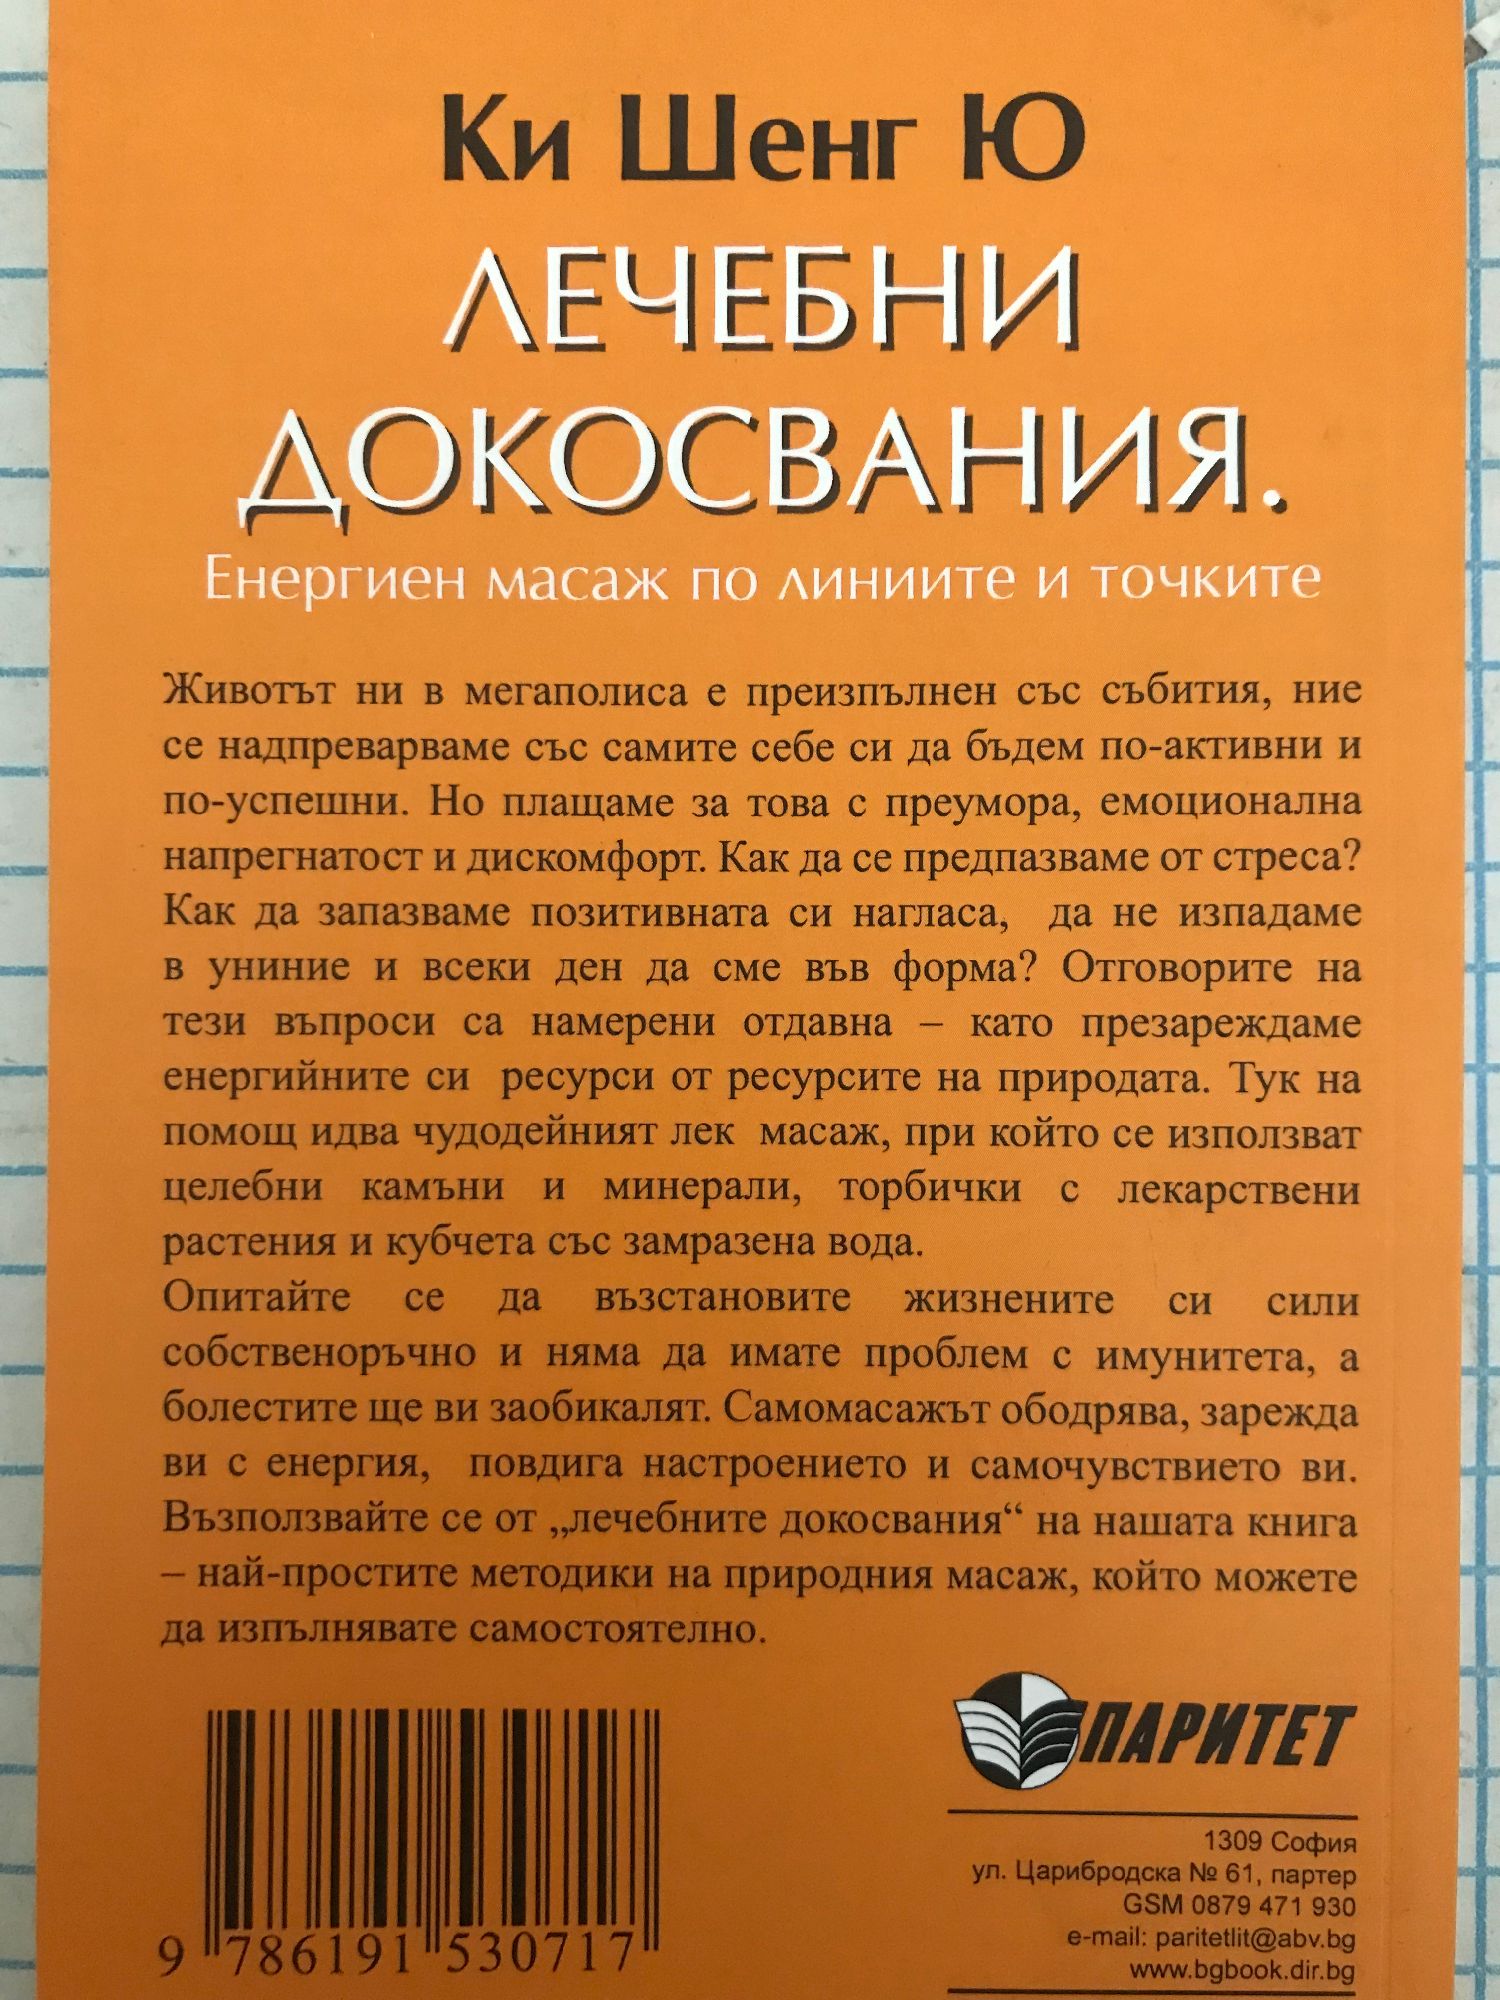 Ки Шенг Ю
ЛЕЧЕБНИ
ДОКОСВАНИЯ.
Енергиен масаж по линиите и точките
Животът ни в мегаполиса е преизпълнен със събития, ние
се надпреварваме със самите себе си да бъдем по-активни и
по-успешни. Но плащаме за това с преумора, емоционална
напрегнатост и дискомфорт. Как да се предпазваме от стреса?
Как да запазваме позитивната си нагласа, да не изпадаме
в униние и всеки ден да сме във форма? Отговорите на
тези въпроси са намерени отдавна – като презареждаме
енергийните си ресурси от ресурсите на природата. Тук на
помощ идва чудодейният лек масаж, при който се използват
целебни камъни и минерали, торбички с лекарствени
растения и кубчета със замразена вода.
Опитайте се да възстановите жизнените си сили
собственоръчно и няма да имате проблем с имунитета, а
болестите ще ви заобикалят. Самомасажът ободрява, зарежда
ви с енергия, повдига настроението и самочувствието ви.
Възползвайте се от „лечебните докосвания“ на нашата книга
– най-простите методики на природния масаж, който можете
да изпълнявате самостоятелно.
ПАРИТЕТ
1309 София
ул. Царибродска № 61, партер
GSM 0879 471 930
e-mail: paritetlit@abv.bg
www.bgbook.dir.bg
9 786191 530717